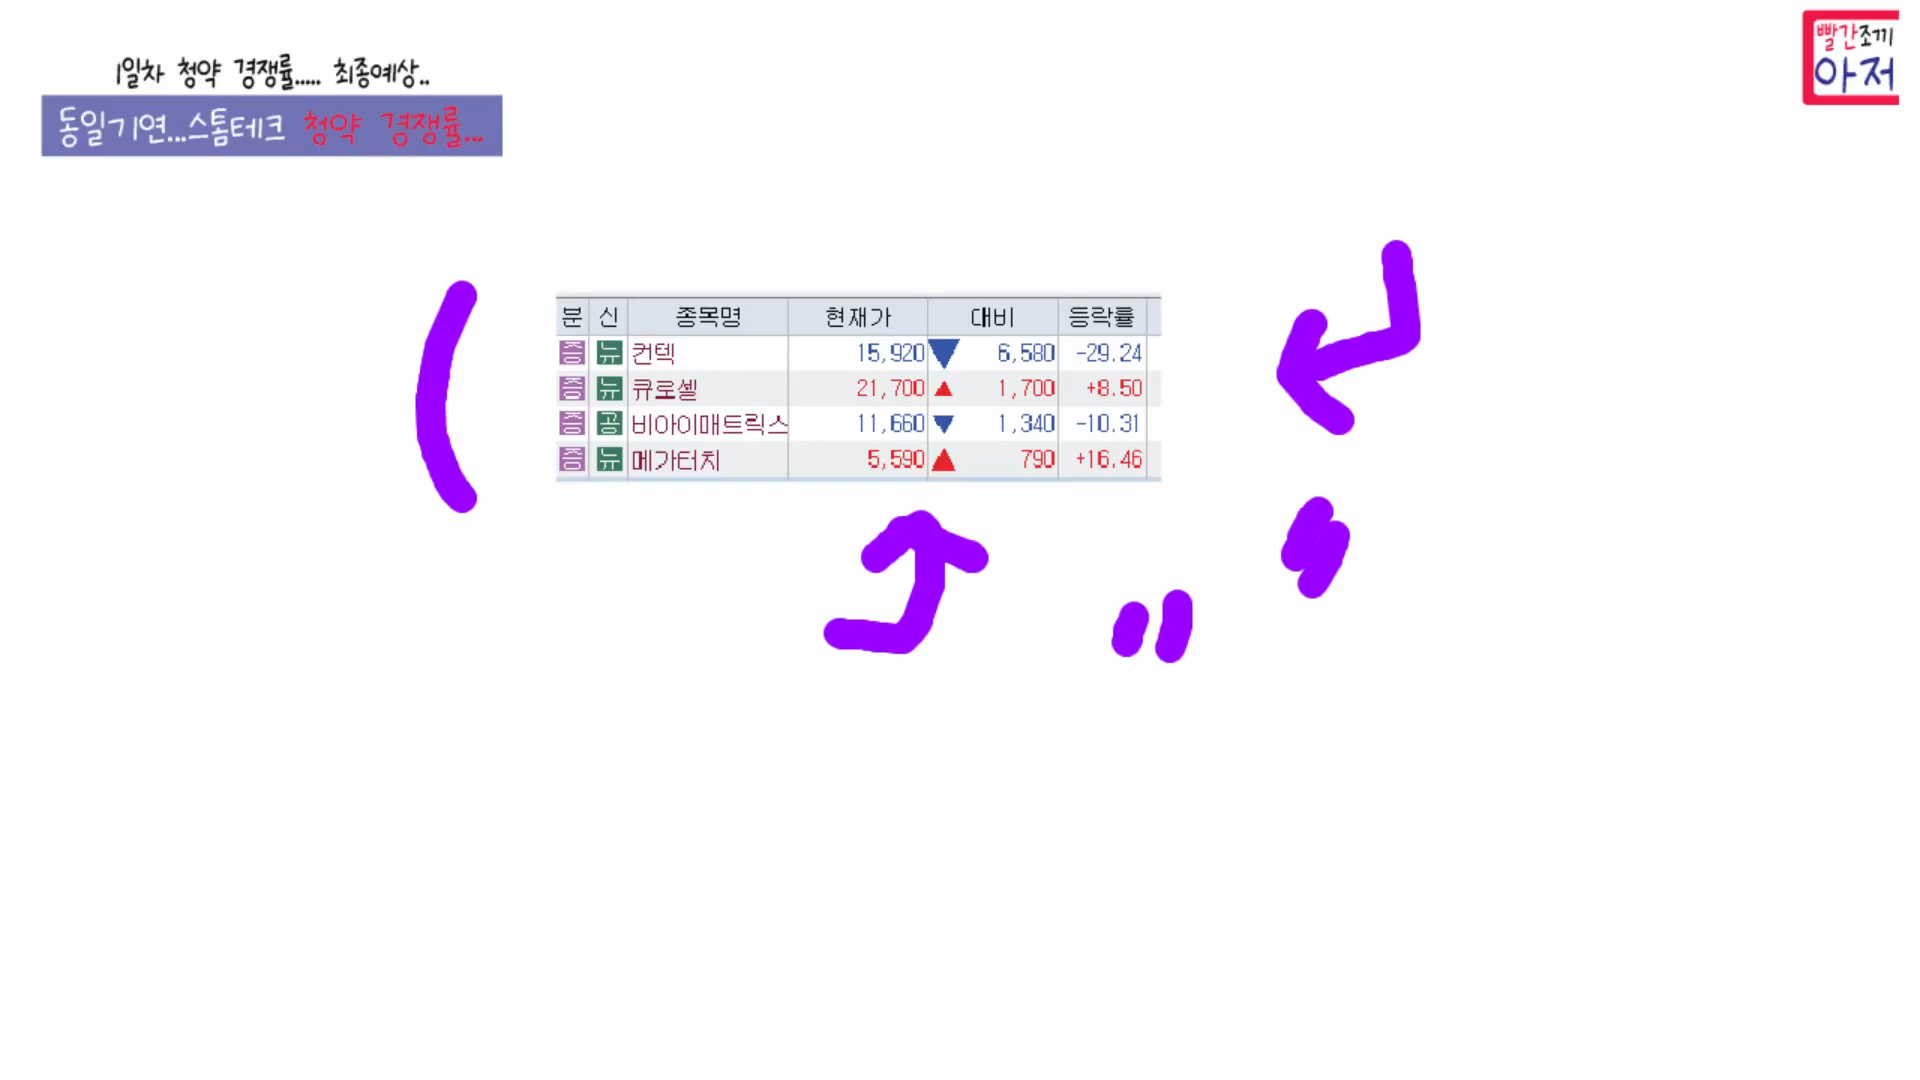 1일차 청약 경쟁률..... 최종예상..
동일기연...스톰테크 청약 경쟁률...
빨간조끼
아저
분 신 종목명 현재가 대비 등락률
증 뉴 컨텍 15,920 ▼ 6,580 -29.24
증 뉴 큐로셀 21,700 ▲ 1,700 +8.50
증 공 비아이매트릭스 11,660 ▼ 1,340 -10.31
증 뉴 메가터치 5,590 ▲ 790 +16.46